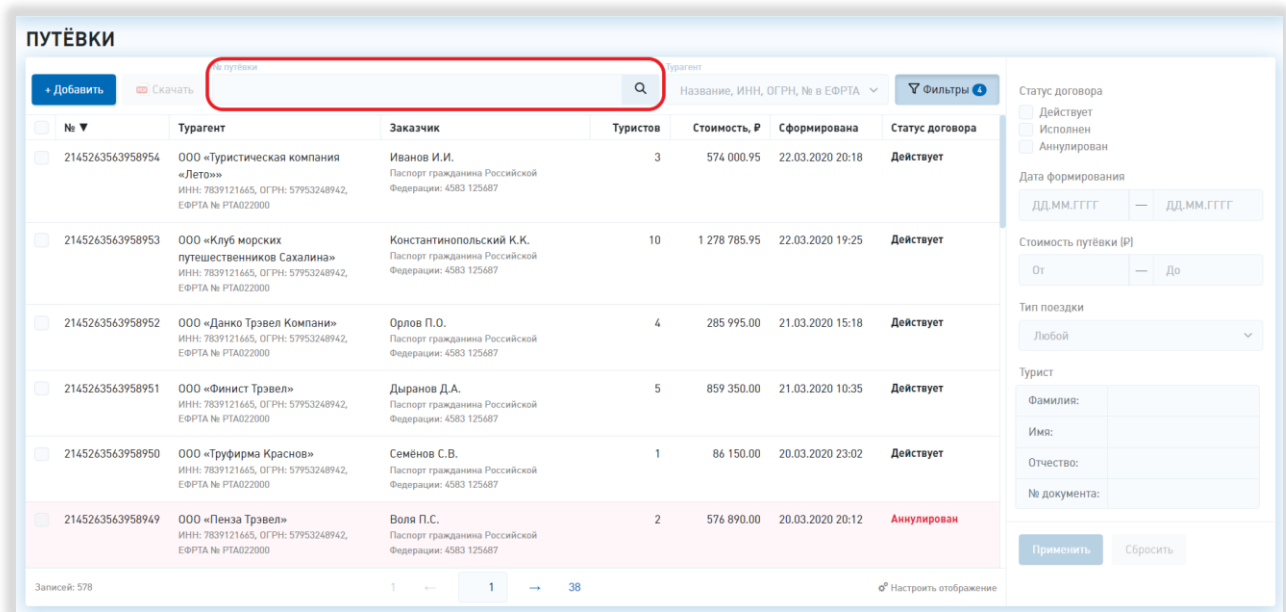 ПУТЁВКИ
№ путёвки
Турагент
+ Добавить
Скачать
Название, ИНН, ОГРН, № в ЕФРТА
Фильтры 4
№ ▼ Турагент Заказчик Туристов Стоимость, ₽ Сформирована Статус договора
2145263563958954 ООО «Туристическая компания Иванов И.И. 3 574 000.95 22.03.2020 20:18 Действует
«Лето»» Паспорт гражданина Российской
ИНН: 7839121665, ОГРН: 57953248942, Федерации: 4583 125687
ЕФРТА № РТА022000
2145263563958953 ООО «Клуб морских Константинопольский К.К. 10 1 278 785.95 22.03.2020 19:25 Действует
путешественников Сахалина» Паспорт гражданина Российской
ИНН: 7839121665, ОГРН: 57953248942, Федерации: 4583 125687
ЕФРТА № РТА022000
2145263563958952 ООО «Данко Трэвел Компани» Орлов П.О. 4 285 995.00 21.03.2020 15:18 Действует
ИНН: 7839121665, ОГРН: 57953248942, Паспорт гражданина Российской
ЕФРТА № РТА022000 Федерации: 4583 125687
2145263563958951 ООО «Финист Трэвел» Дыранов Д.А. 5 859 350.00 21.03.2020 10:35 Действует
ИНН: 7839121665, ОГРН: 57953248942, Паспорт гражданина Российской
ЕФРТА № РТА022000 Федерации: 4583 125687
2145263563958950 ООО «Труфирма Краснов» Семёнов С.В. 1 86 150.00 20.03.2020 23:02 Действует
ИНН: 7839121665, ОГРН: 57953248942, Паспорт гражданина Российской
ЕФРТА № РТА022000 Федерации: 4583 125687
2145263563958949 ООО «Пенза Трэвел» Воля П.С. 2 576 890.00 20.03.2020 20:12 Аннулирован
ИНН: 7839121665, ОГРН: 57953248942, Паспорт гражданина Российской
ЕФРТА № РТА022000 Федерации: 4583 125687
Записей: 578
1 ← 1 → 38
Настроить отображение
Статус договора
Действует
Исполнен
Аннулирован
Дата формирования
ДД.ММ.ГГГГ — ДД.ММ.ГГГГ
Стоимость путёвки (₽)
От — До
Тип поездки
Любой
Турист
Фамилия:
Имя:
Отчество:
№ документа:
Применить Сбросить